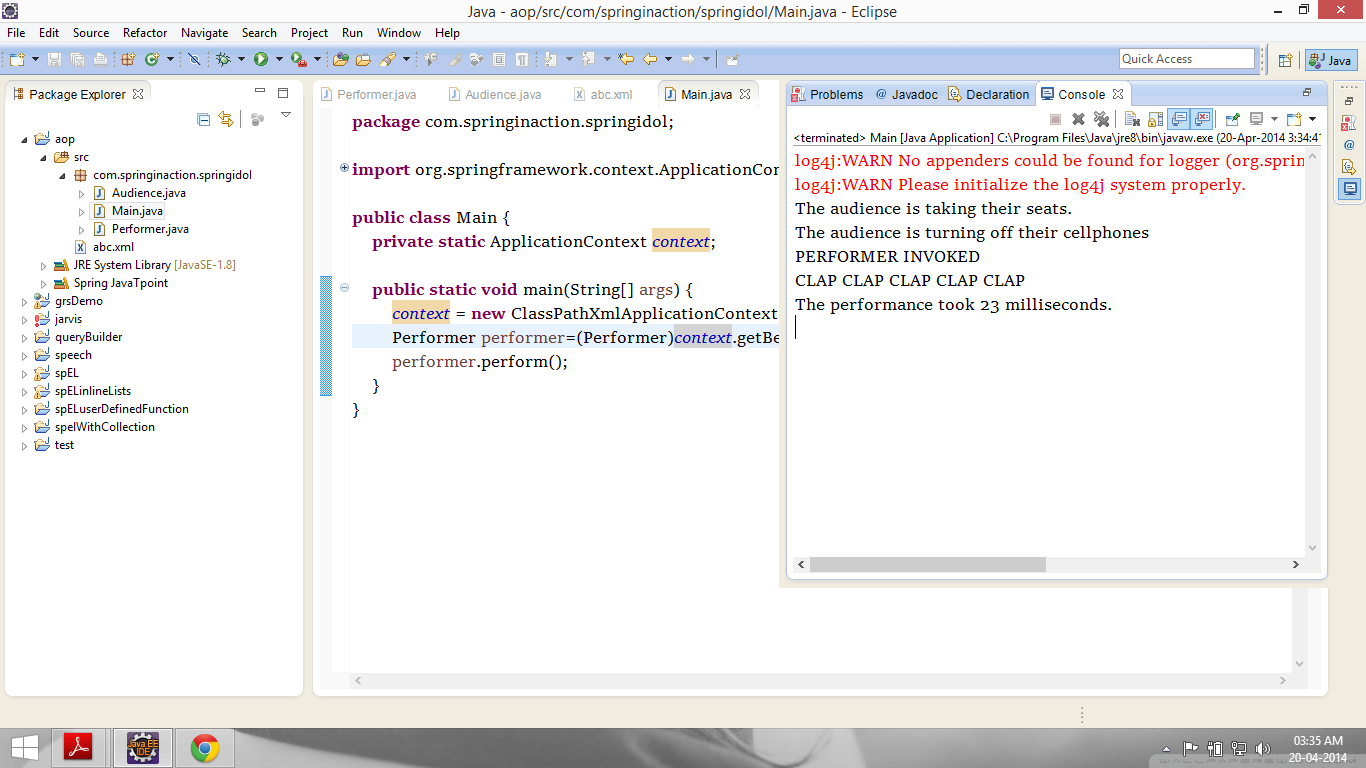 Java - aop/src/com/springinaction/springidol/Main.java - Eclipse
File Edit Source Refactor Navigate Search Project Run Window Help
Quick Access
Java
Package Explorer
aop
src
com.springinaction.springidol
Audience.java
Main.java
Performer.java
abc.xml
JRE System Library [JavaSE-1.8]
Spring JavaTpoint
grsDemo
jarvis
queryBuilder
speech
spEL
spELinlineLists
spELuserDefinedFunction
spelWithCollection
test
Performer.java Audience.java abc.xml Main.java
package com.springinaction.springidol;
import org.springframework.context.ApplicationCon
public class Main {
private static ApplicationContext context;
public static void main(String[] args) {
context = new ClassPathXmlApplicationContext
Performer performer=(Performer)context.getBe
performer.perform();
}
}
Problems @ Javadoc Declaration Console
<terminated> Main [Java Application] C:\Program Files\Java\jre8\bin\javaw.exe (20-Apr-2014 3:34:41
log4j:WARN No appenders could be found for logger (org.sprin
log4j:WARN Please initialize the log4j system properly.
The audience is taking their seats.
The audience is turning off their cellphones
PERFORMER INVOKED
CLAP CLAP CLAP CLAP CLAP
The performance took 23 milliseconds.
Java EE
IDE
03:35 AM
20-04-2014